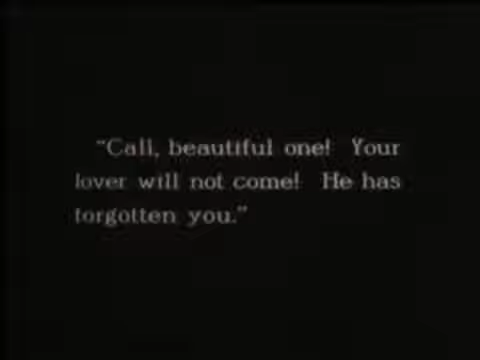 "Call, beautiful one! Your
lover will not come! He has
forgotten you."